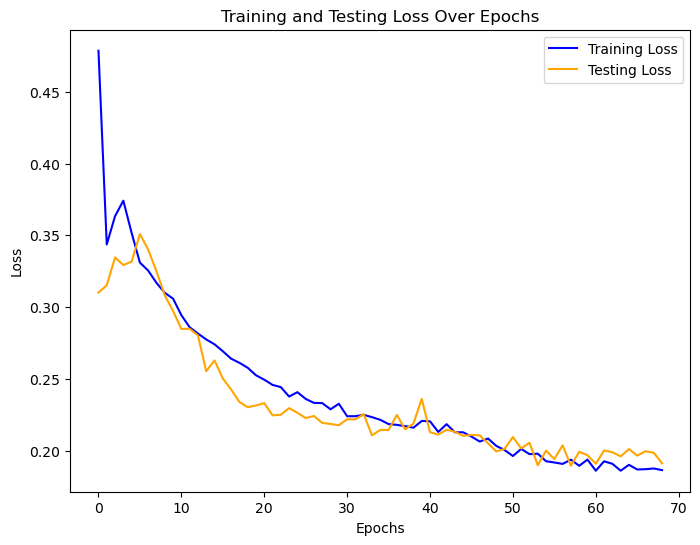 Training and Testing Loss Over Epochs
Training Loss
Testing Loss
Loss
0.45
0.40
0.35
0.30
0.25
0.20
0 10 20 30 40 50 60 70
Epochs